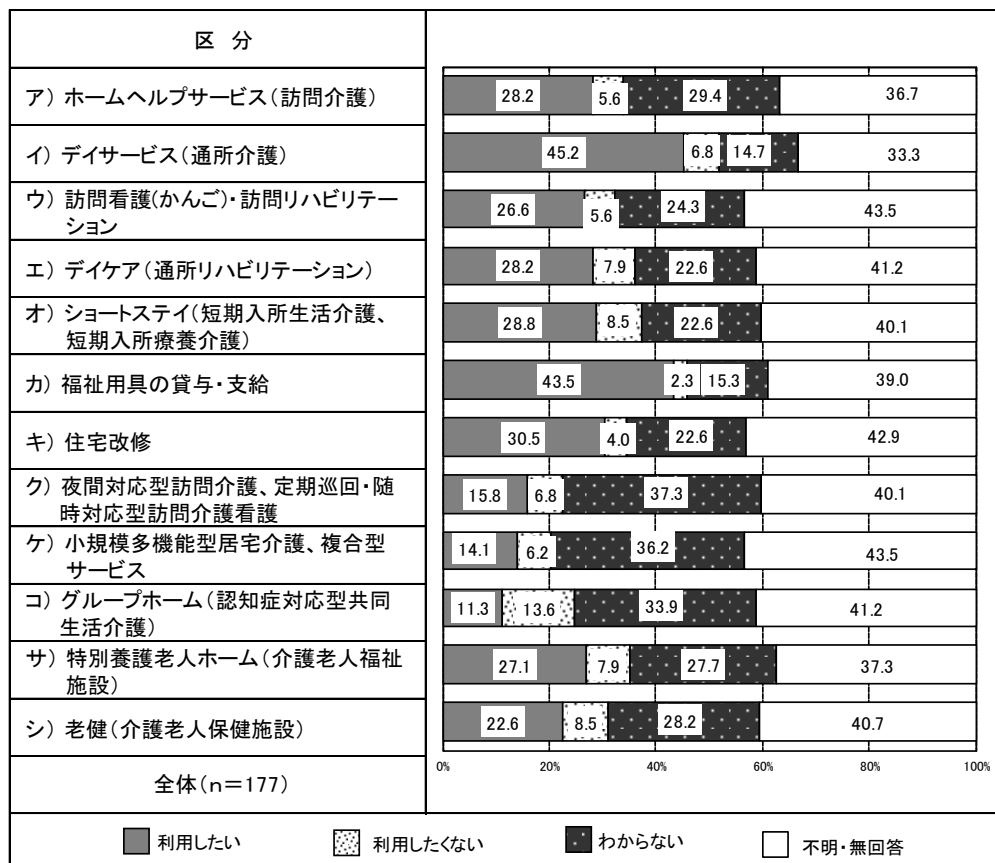 区 分
ア）ホームヘルプサービス（訪問介護）
28.2 5.6 29.4 36.7
イ）デイサービス（通所介護）
45.2 6.8 14.7 33.3
ウ）訪問看護(かんご)・訪問リハビリテー
ション
26.6 5.6 24.3 43.5
エ）デイケア（通所リハビリテーション）
28.2 7.9 22.6 41.2
オ）ショートステイ（短期入所生活介護、
短期入所療養介護）
28.8 8.5 22.6 40.1
カ）福祉用具の貸与・支給
43.5 2.3 15.3 39.0
キ）住宅改修
30.5 4.0 22.6 42.9
ク）夜間対応型訪問介護、定期巡回・随
時対応型訪問介護看護
15.8 6.8 37.3 40.1
ケ）小規模多機能型居宅介護、複合型
サービス
14.1 6.2 36.2 43.5
コ）グループホーム（認知症対応型共同
生活介護）
11.3 13.6 33.9 41.2
サ）特別養護老人ホーム（介護老人福祉
施設）
27.1 7.9 27.7 37.3
シ）老健（介護老人保健施設）
22.6 8.5 28.2 40.7
0% 20% 40% 60% 80% 100%
全体（n＝177）
利用したい 利用したくない わからない 不明・無回答